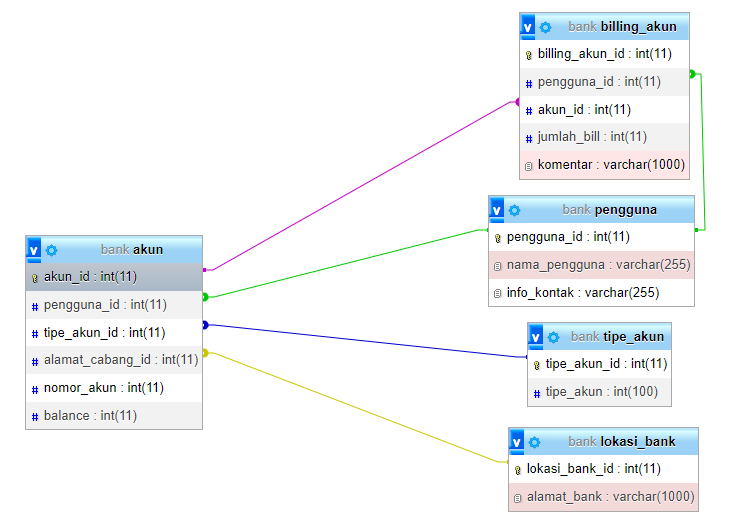 v bank billing_akun
billing_akun_id : int(11)
# pengguna_id : int(11)
# akun_id : int(11)
# jumlah_bill : int(11)
komentar : varchar(1000)
v bank pengguna
pengguna_id : int(11)
nama_pengguna : varchar(255)
info_kontak : varchar(255)
v bank akun
akun_id : int(11)
# pengguna_id : int(11)
# tipe_akun_id : int(11)
# alamat_cabang_id : int(11)
# nomor_akun : int(11)
# balance : int(11)
v bank tipe_akun
tipe_akun_id : int(11)
# tipe_akun : int(100)
v bank lokasi_bank
lokasi_bank_id : int(11)
alamat_bank : varchar(1000)